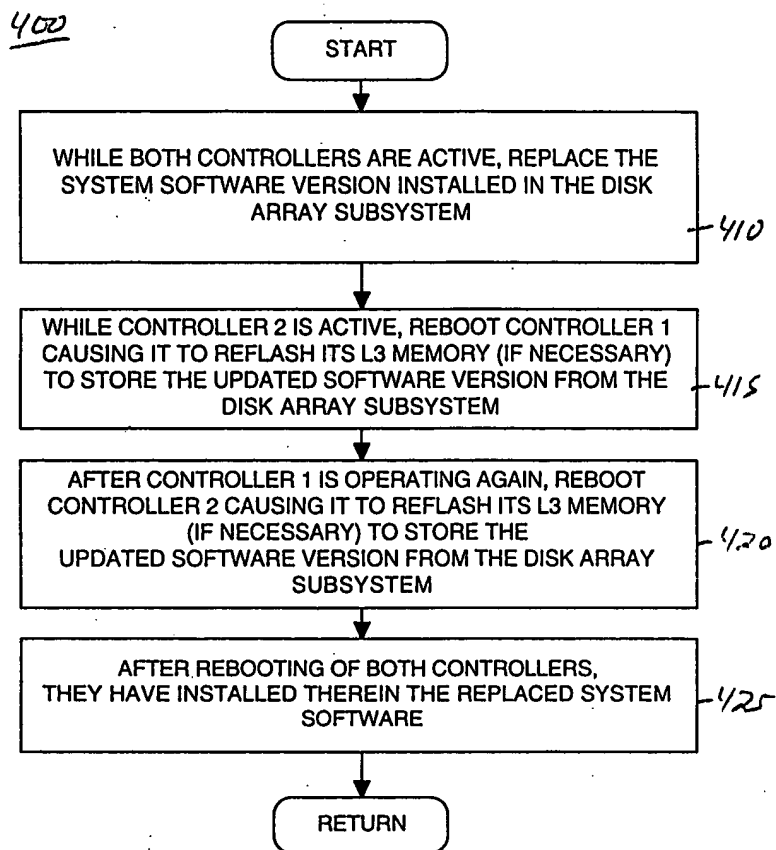 400
START
WHILE BOTH CONTROLLERS ARE ACTIVE, REPLACE THE
SYSTEM SOFTWARE VERSION INSTALLED IN THE DISK
ARRAY SUBSYSTEM
410
WHILE CONTROLLER 2 IS ACTIVE, REBOOT CONTROLLER 1
CAUSING IT TO REFLASH ITS L3 MEMORY (IF NECESSARY)
TO STORE THE UPDATED SOFTWARE VERSION FROM THE
DISK ARRAY SUBSYSTEM
415
AFTER CONTROLLER 1 IS OPERATING AGAIN, REBOOT
CONTROLLER 2 CAUSING IT TO REFLASH ITS L3 MEMORY
(IF NECESSARY) TO STORE THE
UPDATED SOFTWARE VERSION FROM THE DISK ARRAY
SUBSYSTEM
420
AFTER REBOOTING OF BOTH CONTROLLERS,
THEY HAVE INSTALLED THEREIN THE REPLACED SYSTEM
SOFTWARE
425
RETURN